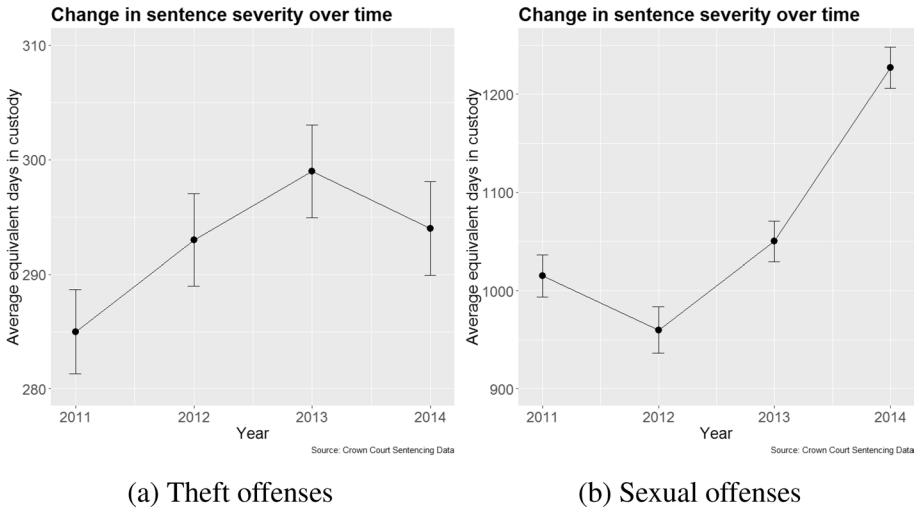 Change in sentence severity over time
Average equivalent days in custody
310
300
290
280
2011 2012 2013 2014
Year
Source: Crown Court Sentencing Data
(a) Theft offenses
Change in sentence severity over time
Average equivalent days in custody
1200
1100
1000
900
2011 2012 2013 2014
Year
Source: Crown Court Sentencing Data
(b) Sexual offenses